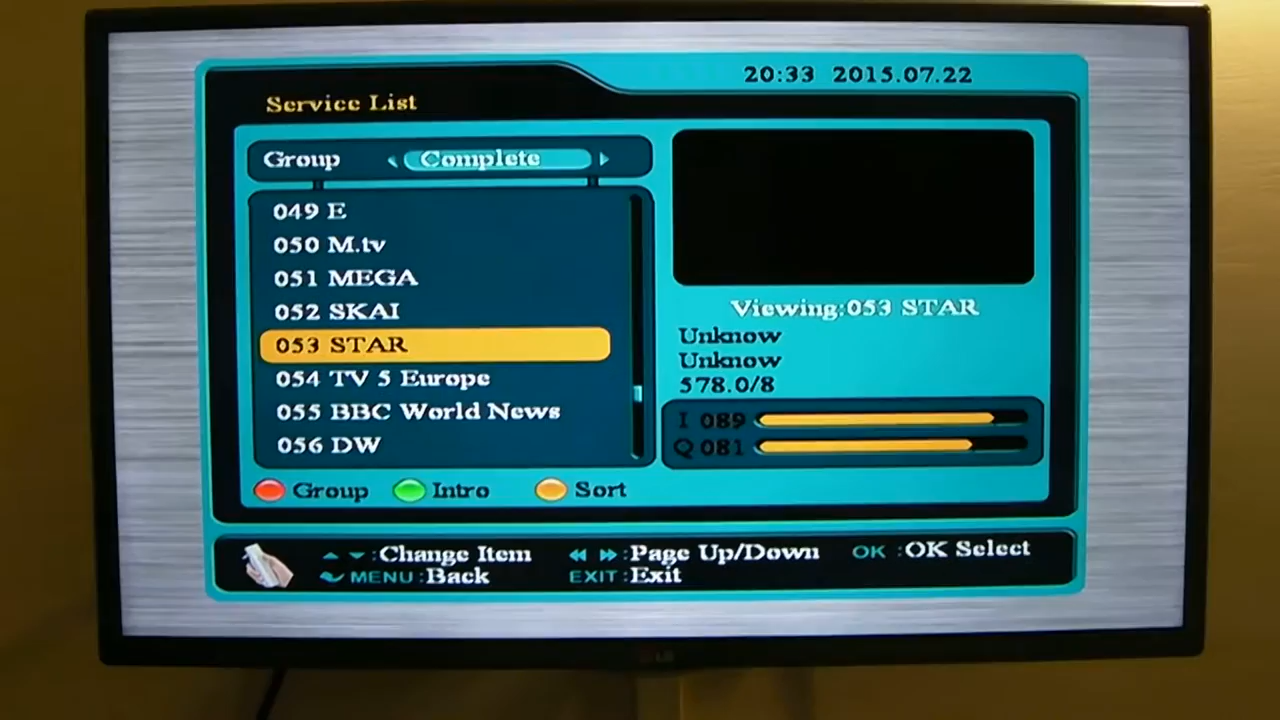 20:33 2015.07.22
Service List
Group Complete
049 E
050 M.tv
051 MEGA
052 SKAI
053 STAR
054 TV 5 Europe
055 BBC World News
056 DW
Viewing:053 STAR
Unknow
Unknow
578.0/8
I 089
Q 081
Group Intro Sort
:Change Item :Page Up/Down OK :OK Select
MENU :Back EXIT :Exit
LG